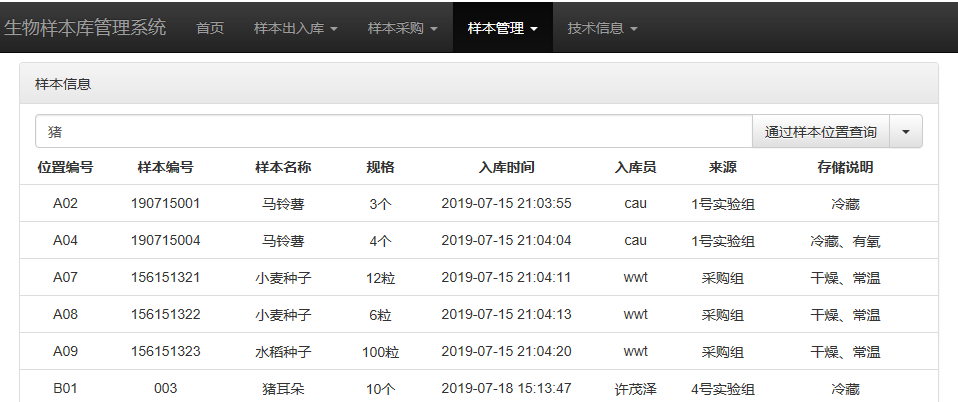 生物样本库管理系统 首页 样本出入库 样本采购 样本管理 技术信息
样本信息
猪 通过样本位置查询
位置编号 样本编号 样本名称 规格 入库时间 入库员 来源 存储说明
A02 190715001 马铃薯 3个 2019-07-15 21:03:55 cau 1号实验组 冷藏
A04 190715004 马铃薯 4个 2019-07-15 21:04:04 cau 1号实验组 冷藏、有氧
A07 156151321 小麦种子 12粒 2019-07-15 21:04:11 wwt 采购组 干燥、常温
A08 156151322 小麦种子 6粒 2019-07-15 21:04:13 wwt 采购组 干燥、常温
A09 156151323 水稻种子 100粒 2019-07-15 21:04:20 wwt 采购组 干燥、常温
B01 003 猪耳朵 10个 2019-07-18 15:13:47 许茂泽 4号实验组 冷藏